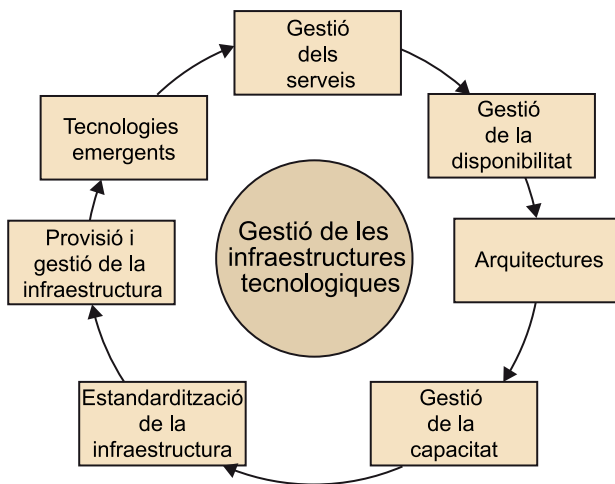 Gestió
dels
serveis
Gestió
de la
disponibilitat
Arquitectures
Gestió
de la
capacitat
Estandardització
de la
infraestructura
Provisió i
gestió de la
infraestructura
Tecnologies
emergents
Gestió de les
infraestructures
tecnologiques